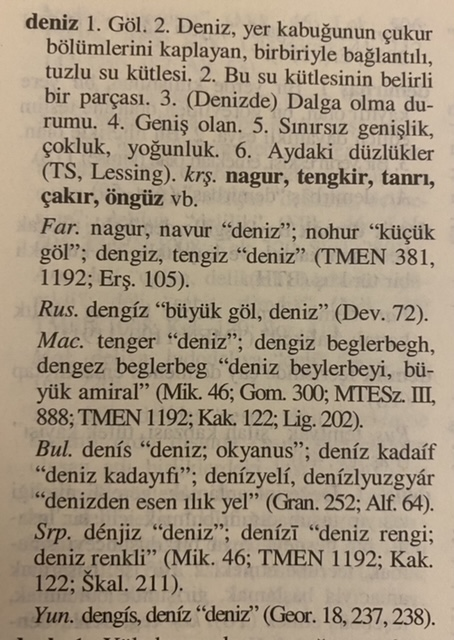 deniz 1. Göl. 2. Deniz, yer kabuğunun çukur
bölümlerini kaplayan, birbiriyle bağlantılı,
tuzlu su kütlesi. 2. Bu su kütlesinin belirli
bir parçası. 3. (Denizde) Dalga olma du-
rumu. 4. Geniş olan. 5. Sınırsız genişlik,
çokluk, yoğunluk. 6. Aydaki düzlükler
(TS, Lessing). krş. nagur, tengkir, tanrı,
çakır, öngüz vb.
Far. nagur, navur “deniz”; nohur “küçük
göl”; dengiz, tengiz “deniz” (TMEN 381,
1192; Erş. 105).
Rus. dengíz “büyük göl, deniz” (Dev. 72).
Mac. tenger “deniz”; dengiz beglerbegh,
dengez beglerbeg “deniz beylerbeyi, bü-
yük amiral” (Mik. 46; Gom. 300; MTESz. III,
888; TMEN 1192; Kak. 122; Lig. 202).
Bul. denís “deniz; okyanus”; deníz kadaíf
“deniz kadayıfı”; denízyelí, denízlyuzgyár
“denizden esen ılık yel” (Gran. 252; Alf. 64).
Srp. dénjiz “deniz”; denízī “deniz rengi;
deniz renkli” (Mik. 46; TMEN 1192; Kak.
122; Škal. 211).
Yun. dengís, deníz “deniz” (Geor. 18, 237, 238).